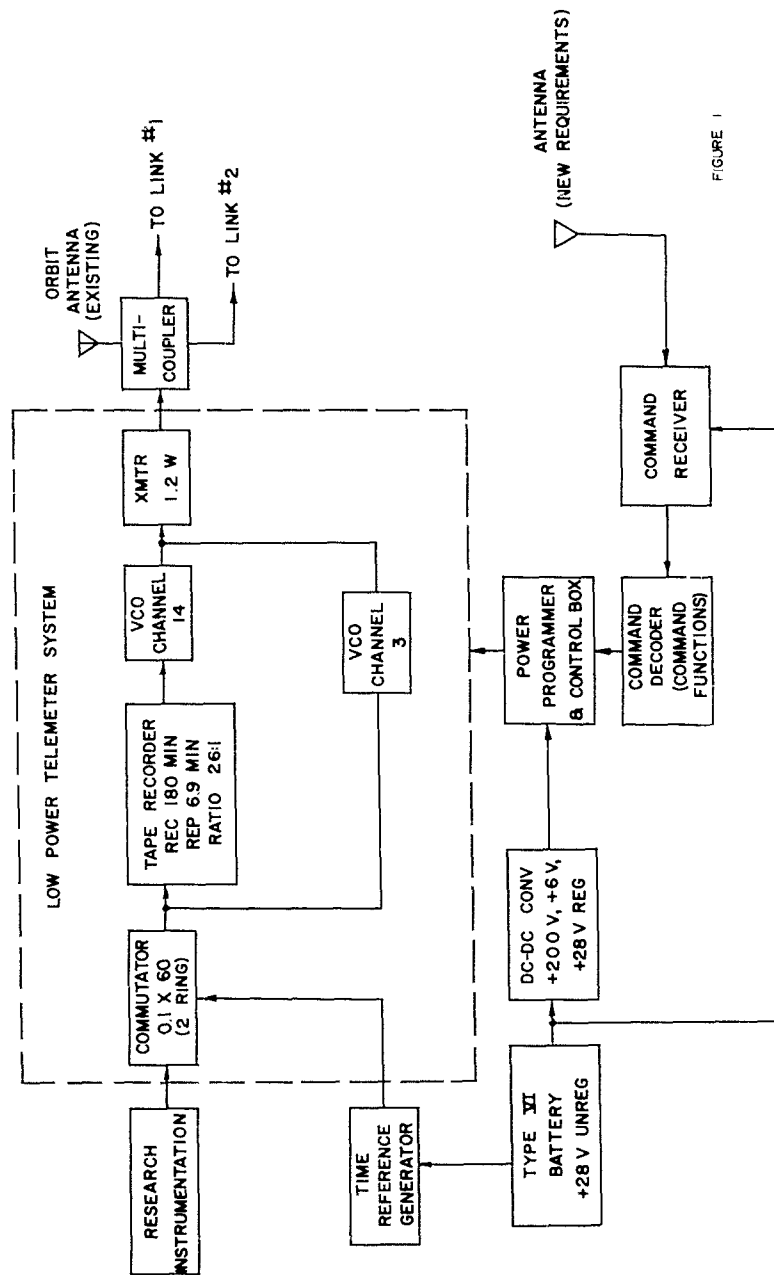 LOW POWER TELEMETER SYSTEM
RESEARCH
INSTRUMENTATION
COMMUTATOR
0.1 X 60
(2 RING)
TAPE RECORDER
REC 180 MIN
REP 6.9 MIN
RATIO 26:1
VCO
CHANNEL
14
XMTR
1.2 W
MULTI-
COUPLER
ORBIT
ANTENNA
(EXISTING)
TO LINK #1
TO LINK #2
VCO
CHANNEL
3
TIME
REFERENCE
GENERATOR
TYPE VI
BATTERY
+28 V UNREG
DC-DC CONV
+200 V, +6 V,
+28 V REG
POWER
PROGRAMMER
& CONTROL BOX
COMMAND
DECODER
(COMMAND
FUNCTIONS)
COMMAND
RECEIVER
ANTENNA
(NEW REQUIREMENTS)
FIGURE 1